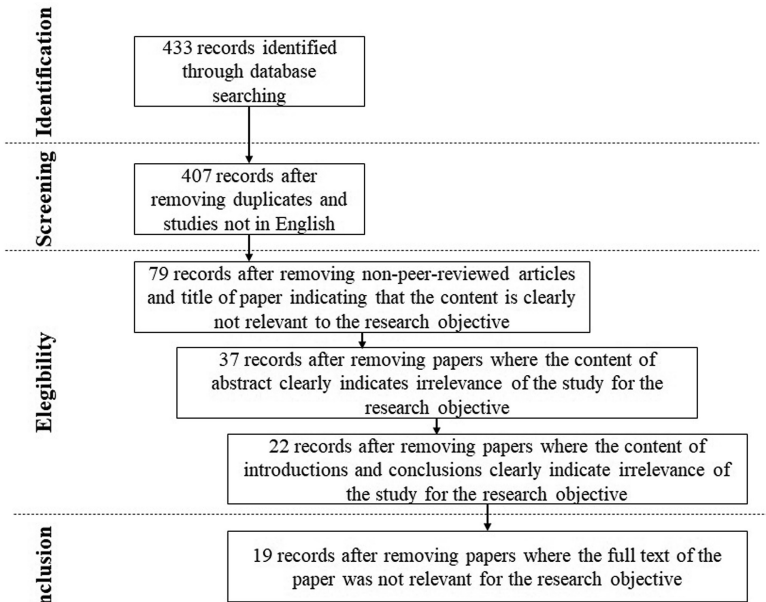 Identification
433 records identified
through database
searching
Screening
407 records after
removing duplicates and
studies not in English
Elegibility
79 records after removing non-peer-reviewed articles
and title of paper indicating that the content is clearly
not relevant to the research objective
37 records after removing papers where the content of
abstract clearly indicates irrelevance of the study for the
research objective
22 records after removing papers where the content of
introductions and conclusions clearly indicate irrelevance of
the study for the research objective
nclusion
19 records after removing papers where the full text of the
paper was not relevant for the research objective